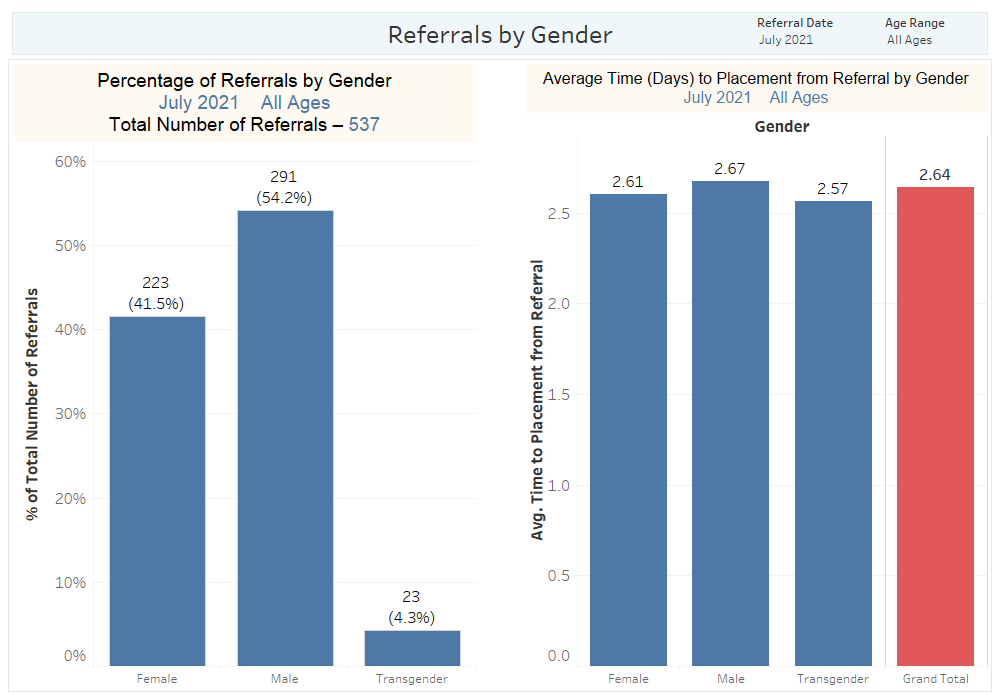 Referrals by Gender
Referral Date
July 2021
Age Range
All Ages
Percentage of Referrals by Gender
July 2021 All Ages
Total Number of Referrals – 537
% of Total Number of Referrals
60%
50%
40%
30%
20%
10%
0%
223
(41.5%)
291
(54.2%)
23
(4.3%)
Female Male Transgender
Average Time (Days) to Placement from Referral by Gender
July 2021 All Ages
Gender
Avg. Time to Placement from Referral
2.5
2.0
1.5
1.0
0.5
0.0
2.61 2.67 2.57 2.64
Female Male Transgender Grand Total